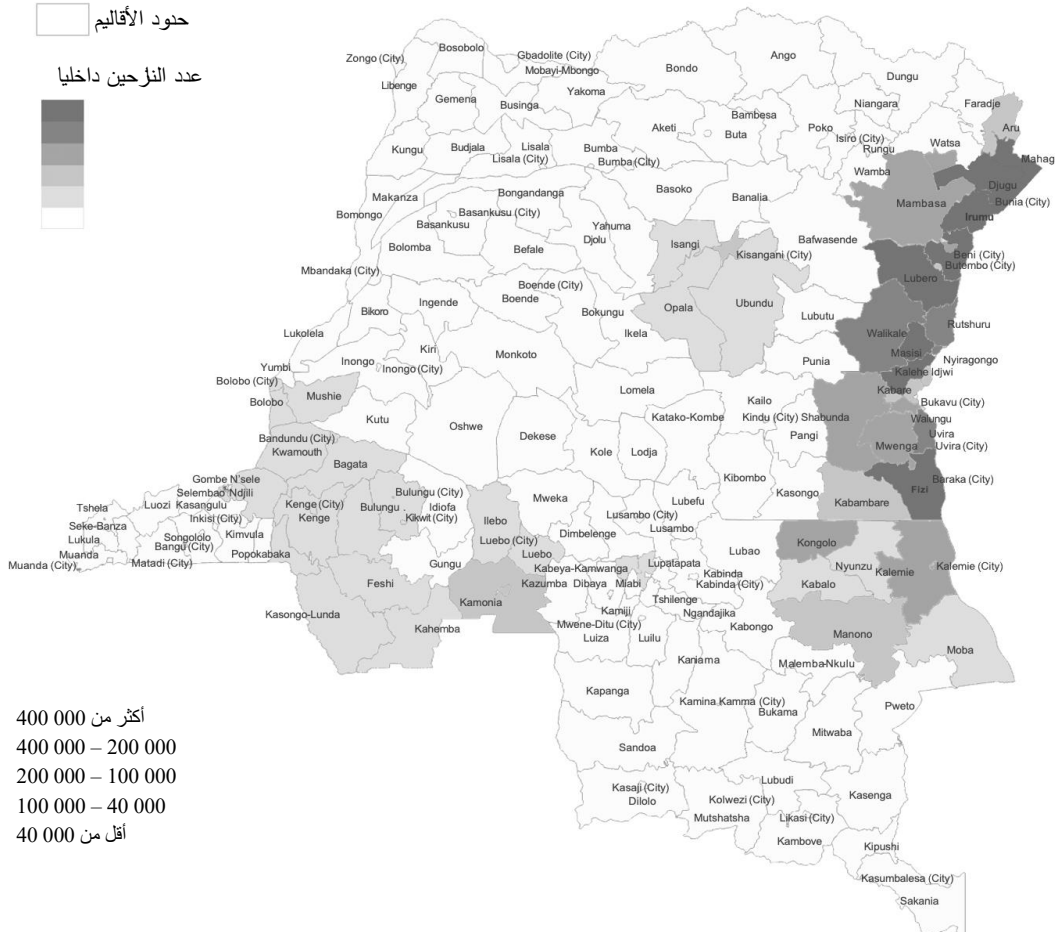 حدود الأقاليم
عدد النازحين داخليا
Zongo (City)
Bosobolo
Gbadolite (City)
Mobayi-Mbongo
Libenge
Gemena
Businga
Yakoma
Bondo
Ango
Dungu
Niangara
Faradje
Aru
Kungu
Budjala
Lisala
Lisala (City)
Bumba
Bumba (City)
Aketi
Bambesa
Buta
Poko
Isiro (City)
Rungu
Watsa
Mahag
Wamba
Djugu
Bunia (City)
Mambasa
Irumu
Makanza
Bongandanga
Basoko
Banalia
Bomongo
Basankusu (City)
Basankusu
Yahuma
Djolu
Bolomba
Befale
Isangi
Kisangani (City)
Bafwasende
Beni (City)
Butembo (City)
Lubero
Mbandaka (City)
Boende (City)
Boende
Ingende
Bikoro
Bokungu
Opala
Ubundu
Lubutu
Rutshuru
Walikale
Lukolela
Kiri
Monkoto
Ikela
Masisi
Nyiragongo
Inongo
Inongo (City)
Punia
Kalehe Idjwi
Yumbi
Bolobo (City)
Bolobo
Mushie
Lomela
Kabare
Bukavu (City)
Kutu
Oshwe
Dekese
Katako-Kombe
Kailo
Kindu (City)
Shabunda
Walungu
Pangi
Mwenga
Uvira
Uvira (City)
Bandundu (City)
Kwamouth
Bagata
Kole
Lodja
Kibombo
Gombe N'sele
Selembao Ndjili
Kasangulu
Luozi
Tshela
Seke-Banza
Lukula
Muanda
Muanda (City)
Inkisi (City)
Songololo
Bangu (City)
Matadi (City)
Kimvula
Popokabaka
Kenge (City)
Kenge
Bulungu
Bulungu (City)
Idiofa
Kikwit (City)
Gungu
Mweka
Ilebo
Luebo (City)
Luebo
Lubefu
Lusambo (City)
Lusambo
Dimbelenge
Kasongo
Kabambare
Fizi
Baraka (City)
Feshi
Kasongo-Lunda
Kahemba
Kamonia
Kabeya-Kamwanga
Kazumba
Dibaya
Miabi
Lupatapata
Tshilenge
Kabinda
Kabinda (City)
Ngandajika
Lubao
Kongolo
Nyunzu
Kabalo
Kalemie
Kalemie (City)
Kamiji
Mwene-Ditu (City)
Luiza
Luilu
Kabongo
Manono
Moba
Kaniama
Malemba-Nkulu
Kapanga
Kamina Kamma (City)
Bukama
Mitwaba
Pweto
Sandoa
Kasaji (City)
Dilolo
Kolwezi (City)
Mutshatsha
Lubudi
Likasi (City)
Kambove
Kasenga
Kipushi
Kasumbalesa (City)
Sakania
أكثر من 000 400
400 000 – 200 000
200 000 – 100 000
100 000 – 40 000
أقل من 000 40